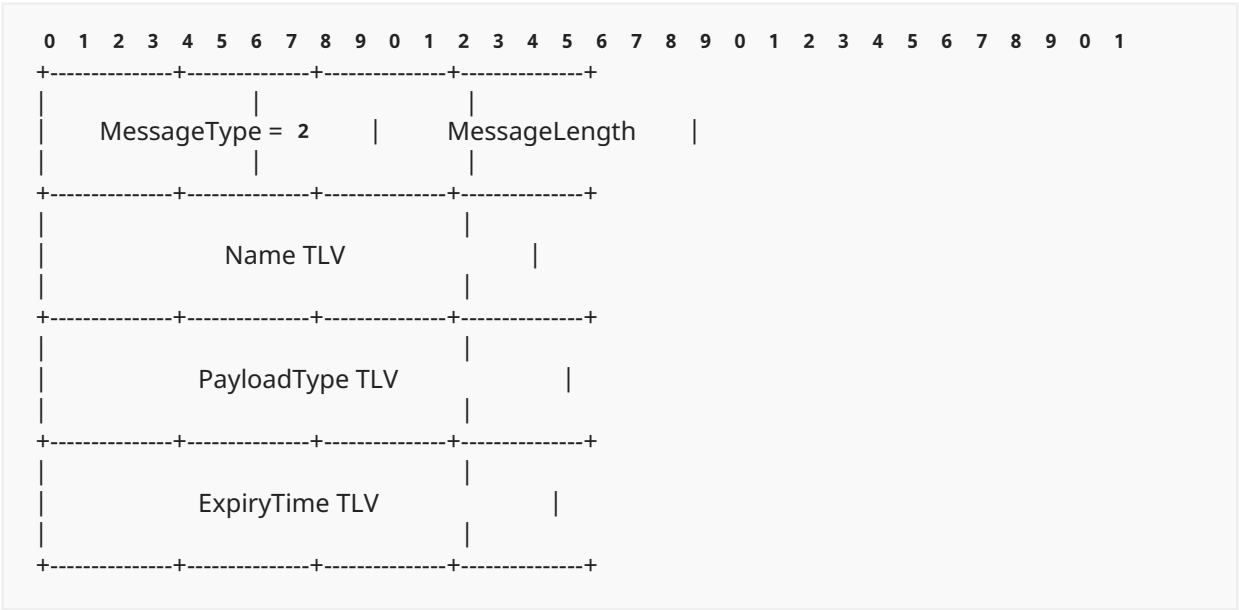 0 1 2 3 4 5 6 7 8 9 0 1 2 3 4 5 6 7 8 9 0 1 2 3 4 5 6 7 8 9 0 1
+---------------+---------------+---------------+---------------+
| | |
| MessageType = 2 | MessageLength |
| | |
+---------------+---------------+---------------+---------------+
| |
| Name TLV |
| |
+---------------+---------------+---------------+---------------+
| |
| PayloadType TLV |
| |
+---------------+---------------+---------------+---------------+
| |
| ExpiryTime TLV |
| |
+---------------+---------------+---------------+---------------+